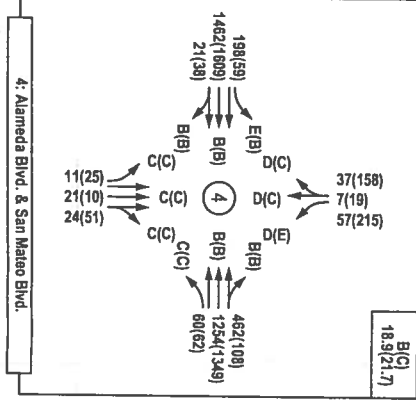 198(59)
1462(1609)
21(38)
B(B)
B(B)
E(B)
C(C)
D(C)
11(25)
21(10)
24(51)
C(C)
4
D(C)
37(158)
7(19)
57(215)
C(C)
D(E)
C(C)
B(B)
B(B)
60(62)
1254(1349)
462(108)
4: Alameda Blvd. & San Mateo Blvd.
B(C)
18.9(21.7)